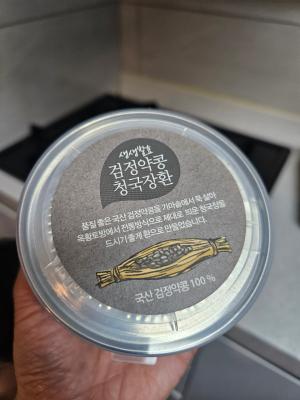 생생발효
검정약콩
청국장환
품질 좋은 국산 검정약콩을 가마솥에서 푹 삶아
옥황토방에서 전통방식으로 제대로 띄운 청국장을
드시기 좋게 환으로 만들었습니다.
국산 검정약콩 100 %